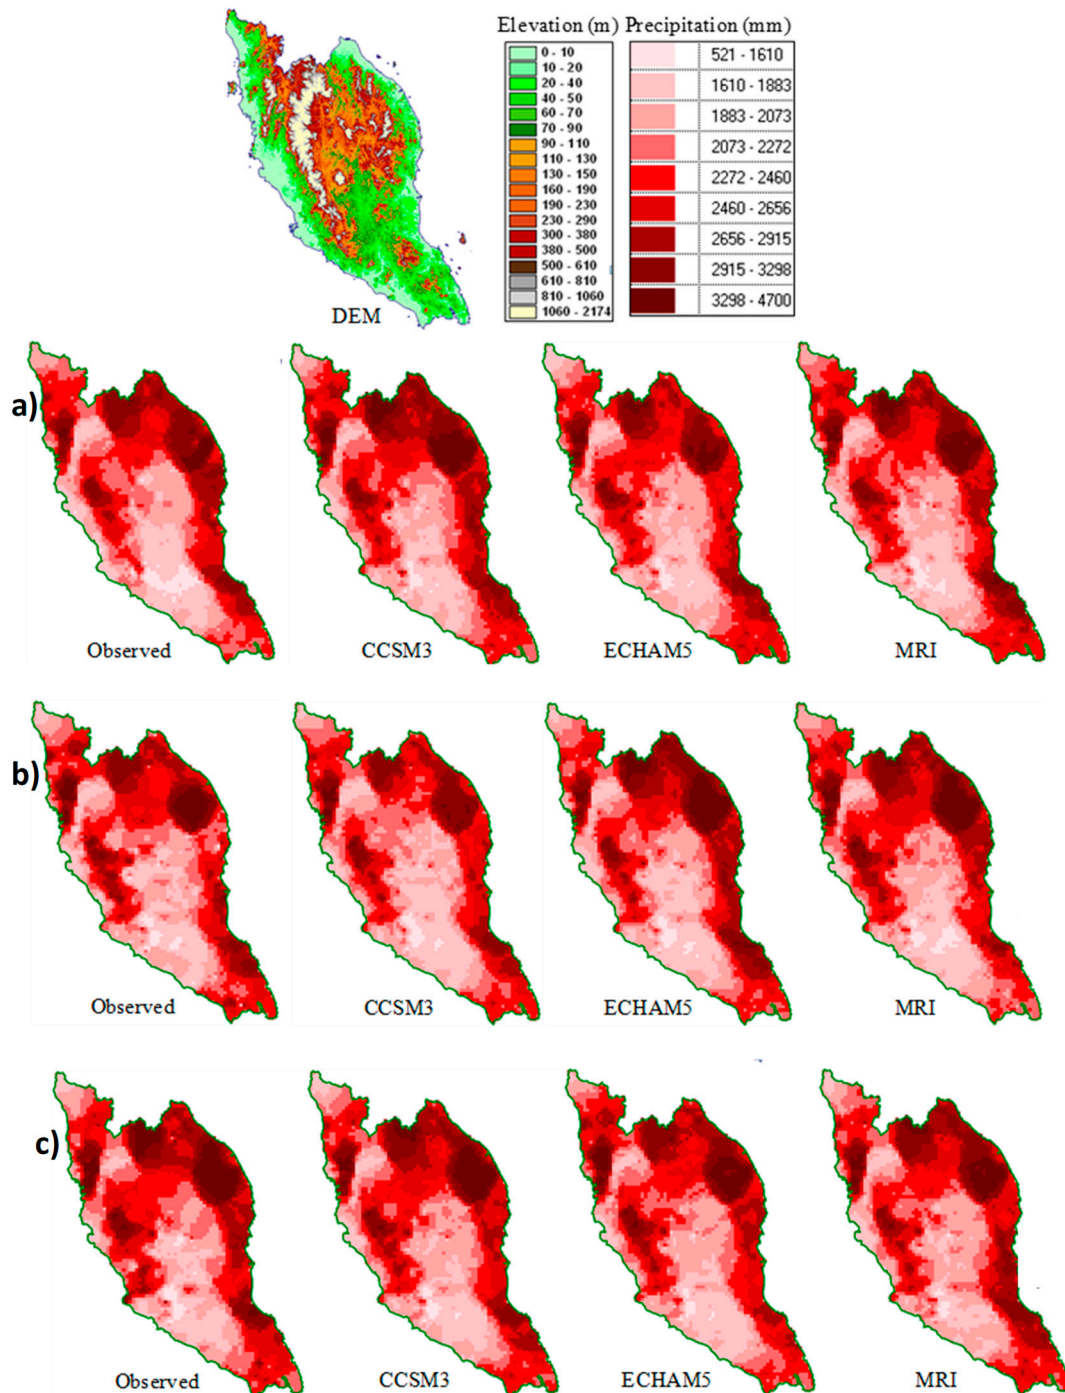 Elevation (m) Precipitation (mm)
0 - 10
10 - 20
20 - 40
40 - 50
60 - 70
70 - 90
90 - 110
110 - 130
130 - 150
160 - 190
190 - 230
230 - 290
300 - 380
380 - 500
500 - 610
610 - 810
810 - 1060
1060 - 2174
521 - 1610
1610 - 1883
1883 - 2073
2073 - 2272
2272 - 2460
2460 - 2656
2656 - 2915
2915 - 3298
3298 - 4700
DEM
a)
Observed CCSM3 ECHAM5 MRI
b)
Observed CCSM3 ECHAM5 MRI
c)
Observed CCSM3 ECHAM5 MRI